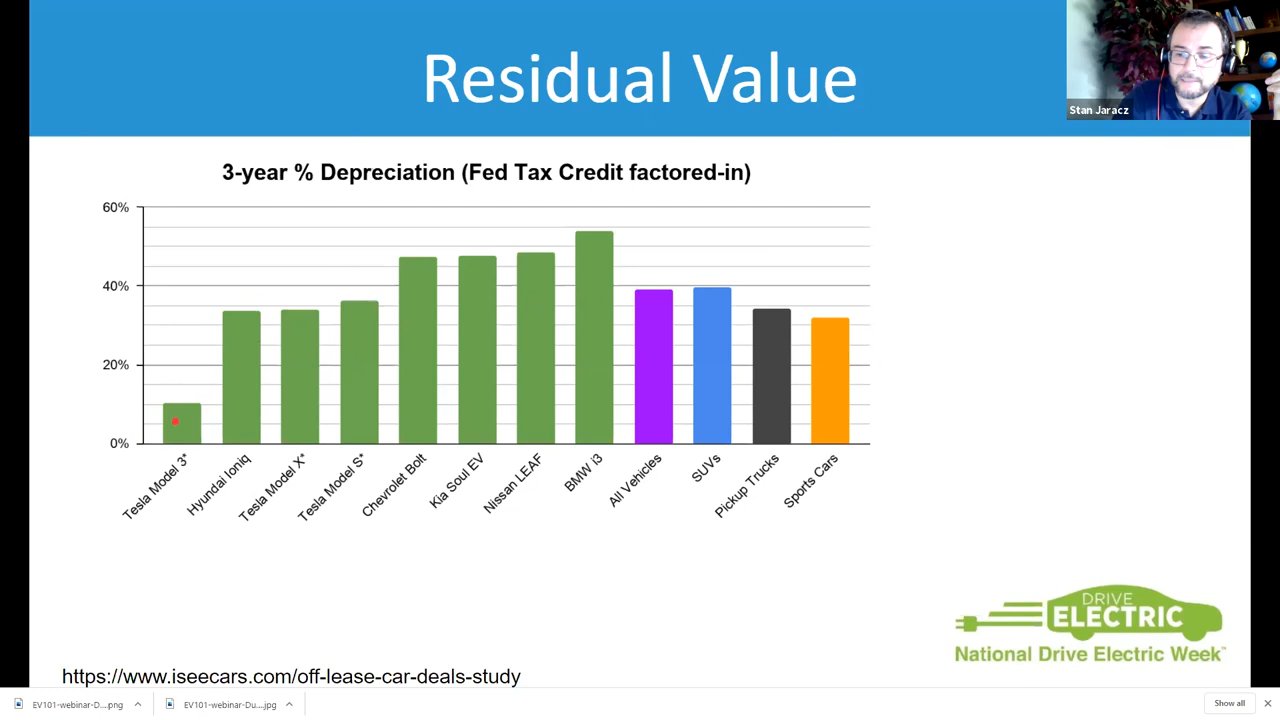 Residual Value
Stan Jaracz
3-year % Depreciation (Fed Tax Credit factored-in)
60%
40%
20%
0%
Tesla Model 3*
Hyundai Ioniq
Tesla Model X*
Tesla Model S*
Chevrolet Bolt
Kia Soul EV
Nissan LEAF
BMW i3
All Vehicles
SUVs
Pickup Trucks
Sports Cars
DRIVE
ELECTRIC
National Drive Electric Week™
https://www.iseecars.com/off-lease-car-deals-study
EV101-webinar-D....png
EV101-webinar-Du....jpg
Show all